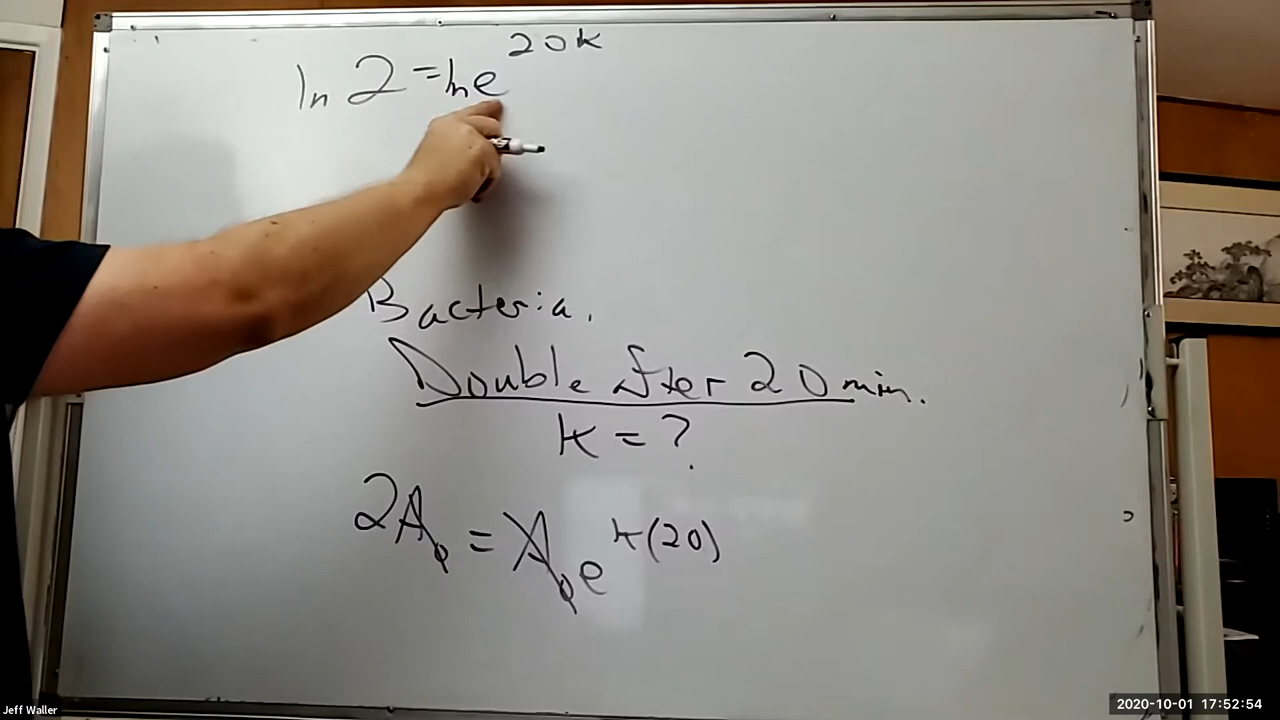 ln 2 = ln e^20k
Bacteria.
Double after 20 min.
k = ?
2A₀ = A₀e^k(20)
Jeff Waller
2020-10-01 17:52:54